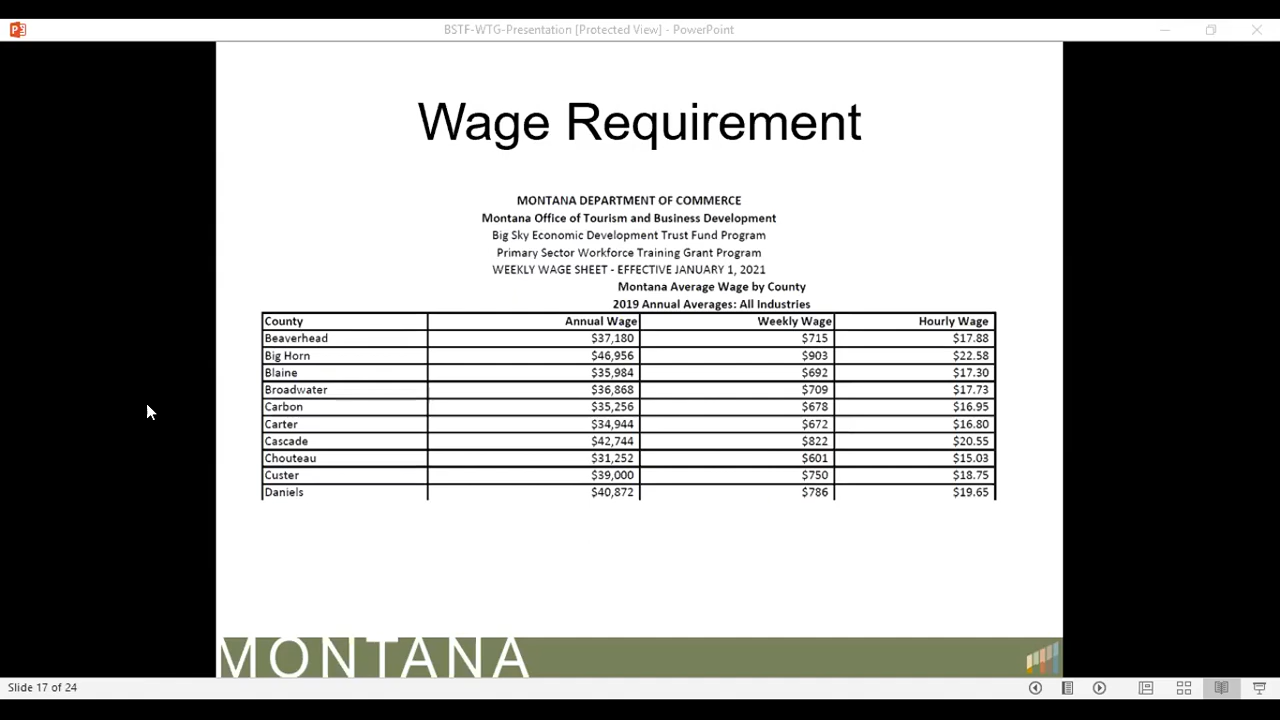 BSTF-WTG-Presentation [Protected View] - PowerPoint
Wage Requirement
MONTANA DEPARTMENT OF COMMERCE
Montana Office of Tourism and Business Development
Big Sky Economic Development Trust Fund Program
Primary Sector Workforce Training Grant Program
WEEKLY WAGE SHEET - EFFECTIVE JANUARY 1, 2021
Montana Average Wage by County
2019 Annual Averages: All Industries
County Annual Wage Weekly Wage Hourly Wage
Beaverhead $37,180 $715 $17.88
Big Horn $46,956 $903 $22.58
Blaine $35,984 $692 $17.30
Broadwater $36,868 $709 $17.73
Carbon $35,256 $678 $16.95
Carter $34,944 $672 $16.80
Cascade $42,744 $822 $20.55
Chouteau $31,252 $601 $15.03
Custer $39,000 $750 $18.75
Daniels $40,872 $786 $19.65
MONTANA
Slide 17 of 24